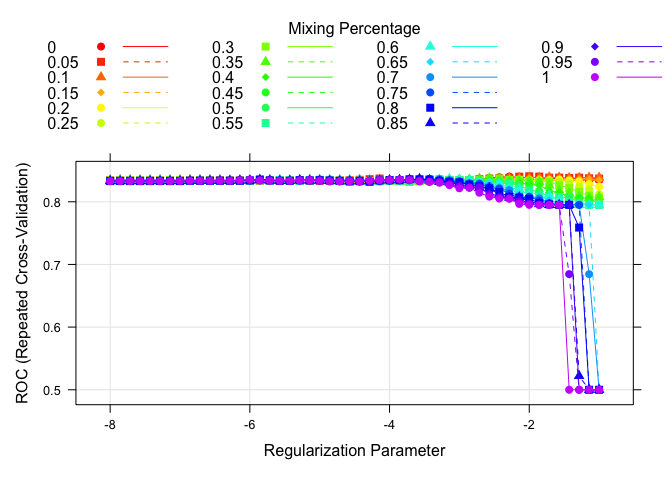 Mixing Percentage
0 0.3 0.6 0.9
0.05 0.35 0.65 0.95
0.1 0.4 0.7 1
0.15 0.45 0.75
0.2 0.5 0.8
0.25 0.55 0.85
ROC (Repeated Cross-Validation)
0.8
0.7
0.6
0.5
-8 -6 -4 -2
Regularization Parameter